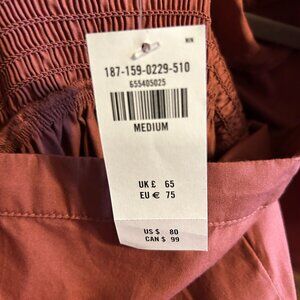 187-159-0229-510
655405025
MEDIUM
UK £ 65
EU € 75
US $ 80
CAN $ 99